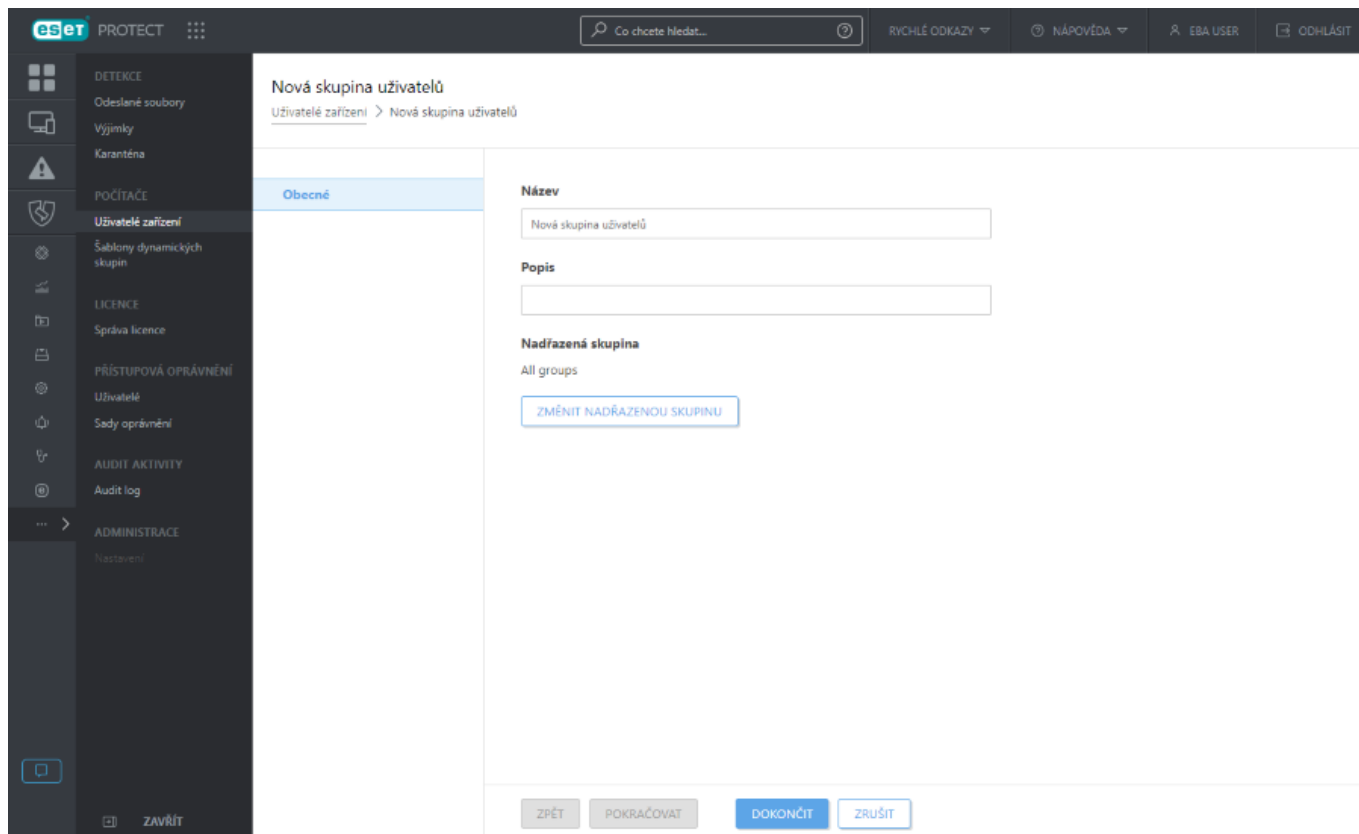 eset PROTECT
Co chcete hledat...
RYCHLÉ ODKAZY
NÁPOVĚDA
EBA USER
ODHLÁSIT
DETEKCE
Odeslané soubory
Výjimky
Karanténa
POČÍTAČE
Uživatelé zařízení
Šablony dynamických
skupin
LICENCE
Správa licence
PŘÍSTUPOVÁ OPRÁVNĚNÍ
Uživatelé
Sady oprávnění
AUDIT AKTIVITY
Audit log
ADMINISTRACE
Nastavení
ZAVŘÍT
Nová skupina uživatelů
Uživatelé zařízení > Nová skupina uživatelů
Obecné
Název
Nová skupina uživatelů
Popis
Nadřazená skupina
All groups
ZMĚNIT NADŘAZENOU SKUPINU
ZPĚT
POKRAČOVAT
DOKONČIT
ZRUŠIT